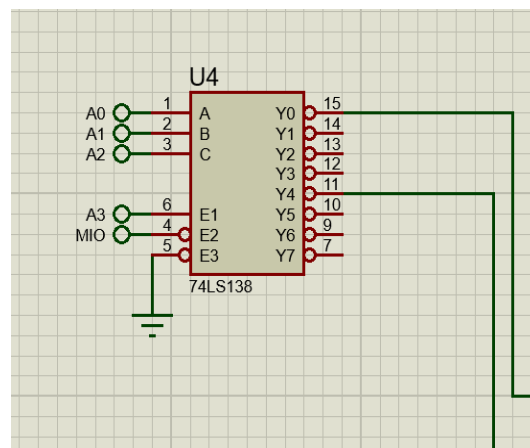 U4
A0 1 A Y0 15
A1 2 B Y1 14
A2 3 C Y2 13
Y3 12
Y4 11
A3 6 E1 Y5 10
MIO 4 E2 Y6 9
5 E3 Y7 7
74LS138